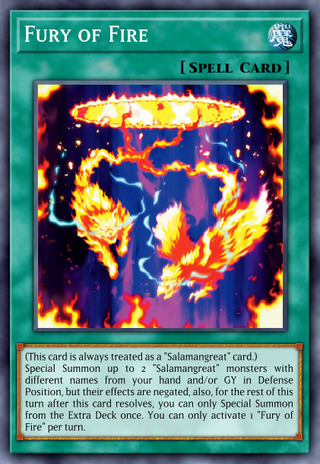 Fury of Fire
[Spell Card]
(This card is always treated as a "Salamangreat" card.)
Special Summon up to 2 "Salamangreat" monsters with
different names from your hand and/or GY in Defense
Position, but their effects are negated, also, for the rest of this
turn after this card resolves, you can only Special Summon
from the Extra Deck once. You can only activate 1 "Fury of
Fire" per turn.